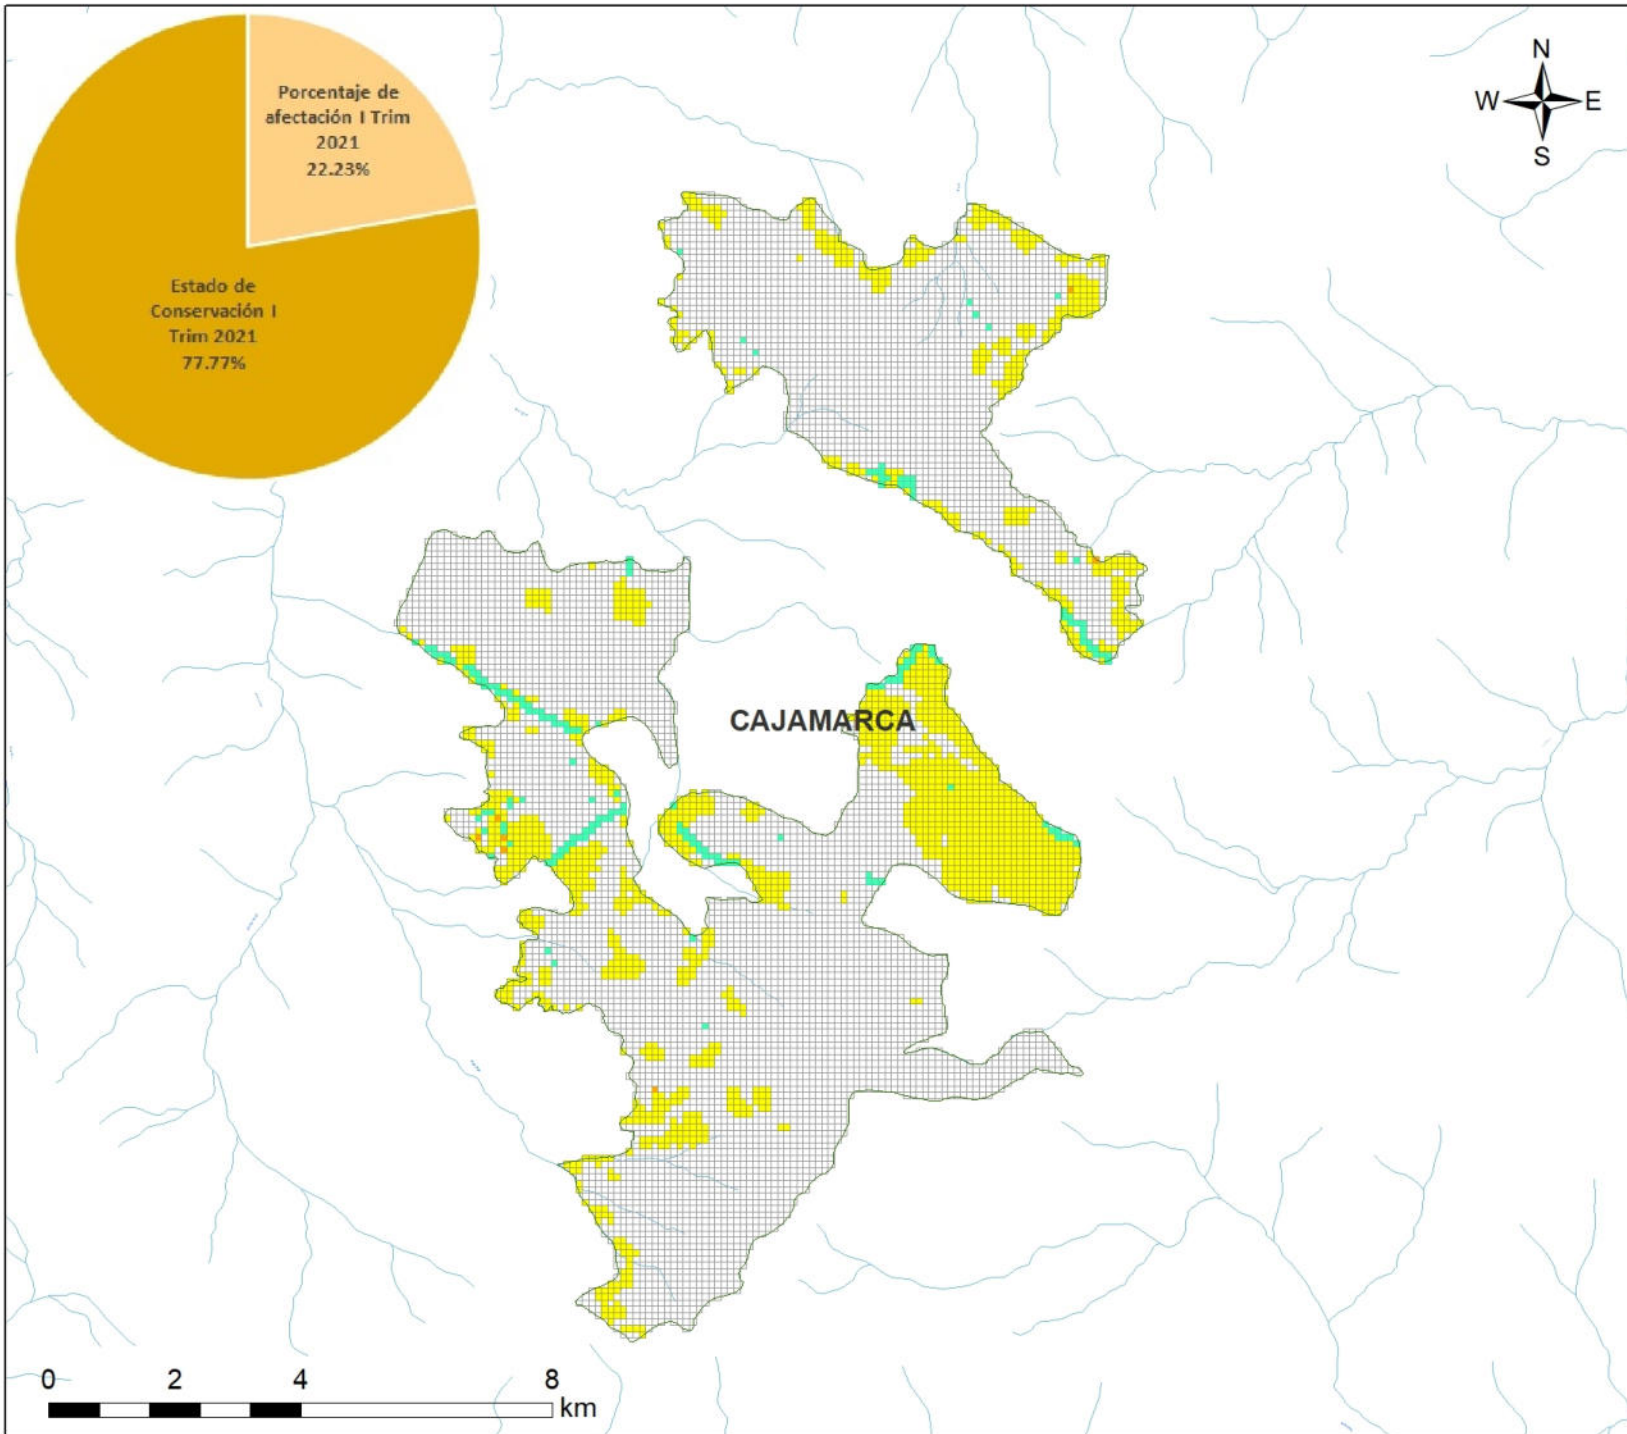 Porcentaje de
afectación I Trim
2021
22.23%
Estado de
Conservación I
Trim 2021
77.77%
N
W
E
S
CAJAMARCA
0
2
4
8
km